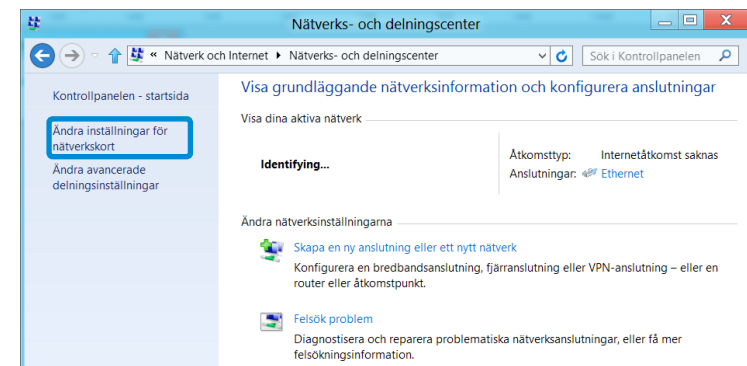 Nätverks- och delningscenter
« Nätverk och Internet ▸ Nätverks- och delningscenter
Sök i Kontrollpanelen
Kontrollpanelen - startsida
Ändra inställningar för
nätverkskort
Ändra avancerade
delningsinställningar
Visa grundläggande nätverksinformation och konfigurera anslutningar
Visa dina aktiva nätverk
Identifying...
Åtkomsttyp: Internetåtkomst saknas
Anslutningar: Ethernet
Ändra nätverksinställningarna
Skapa en ny anslutning eller ett nytt nätverk
Konfigurera en bredbandsanslutning, fjärranslutning eller VPN-anslutning – eller en
router eller åtkomstpunkt.
Felsök problem
Diagnostisera och reparera problematiska nätverksanslutningar, eller få mer
felsökningsinformation.